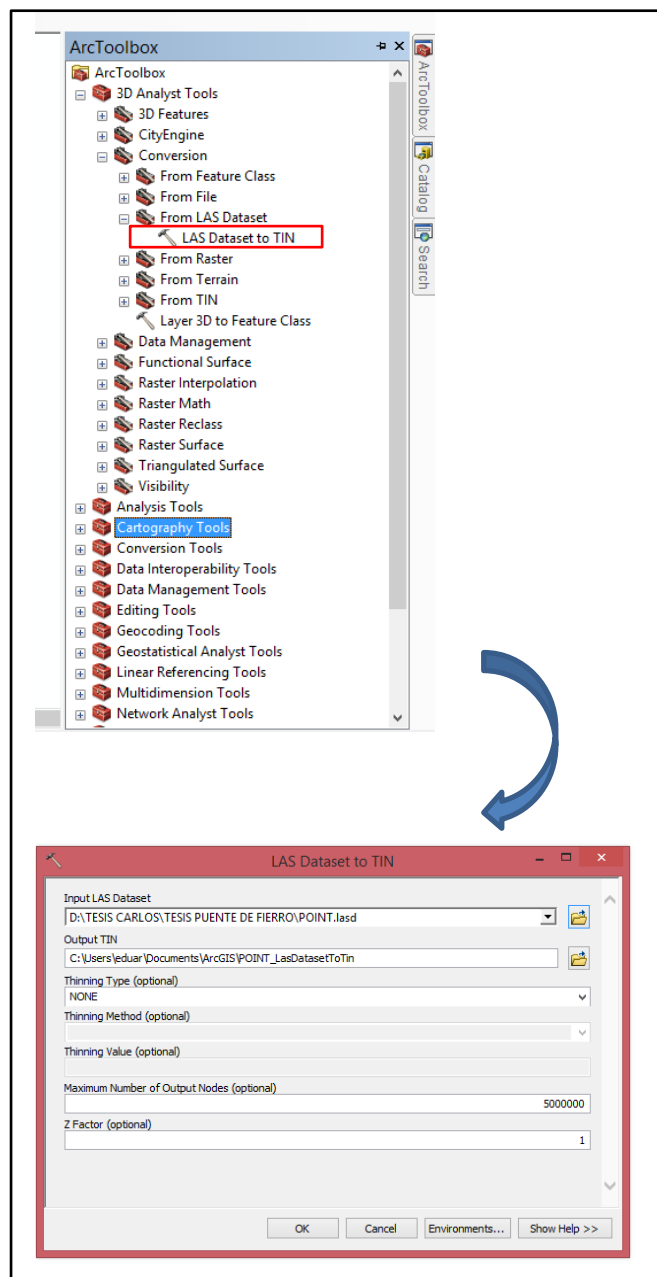 ArcToolbox
ArcToolbox
3D Analyst Tools
3D Features
CityEngine
Conversion
From Feature Class
From File
From LAS Dataset
LAS Dataset to TIN
From Raster
From Terrain
From TIN
Layer 3D to Feature Class
Data Management
Functional Surface
Raster Interpolation
Raster Math
Raster Reclass
Raster Surface
Triangulated Surface
Visibility
Analysis Tools
Cartography Tools
Conversion Tools
Data Interoperability Tools
Data Management Tools
Editing Tools
Geocoding Tools
Geostatistical Analyst Tools
Linear Referencing Tools
Multidimension Tools
Network Analyst Tools
ArcToolbox
Catalog
Search
LAS Dataset to TIN
Input LAS Dataset
D:\TESIS CARLOS\TESIS PUENTE DE FIERRO\POINT.lasd
Output TIN
C:\Users\eduar\Documents\ArcGIS\POINT_LasDatasetToTin
Thinning Type (optional)
NONE
Thinning Method (optional)
Thinning Value (optional)
Maximum Number of Output Nodes (optional)
5000000
Z Factor (optional)
1
OK Cancel Environments... Show Help >>